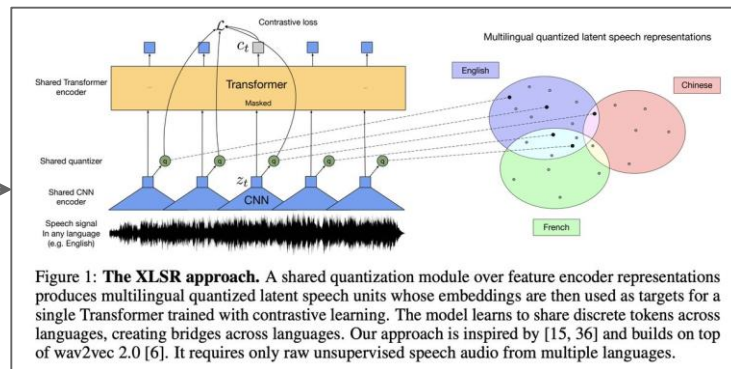 Contrastive loss
ℒ
c_t
Multilingual quantized latent speech representations
Shared Transformer
encoder
...
Transformer
...
Masked
English
Chinese
Shared quantizer
q
q
q
q
q
z_t
Shared CNN
encoder
CNN
Speech signal
In any language
(e.g. English)
French
Figure 1: The XLSR approach. A shared quantization module over feature encoder representations
produces multilingual quantized latent speech units whose embeddings are then used as targets for a
single Transformer trained with contrastive learning. The model learns to share discrete tokens across
languages, creating bridges across languages. Our approach is inspired by [15, 36] and builds on top
of wav2vec 2.0 [6]. It requires only raw unsupervised speech audio from multiple languages.